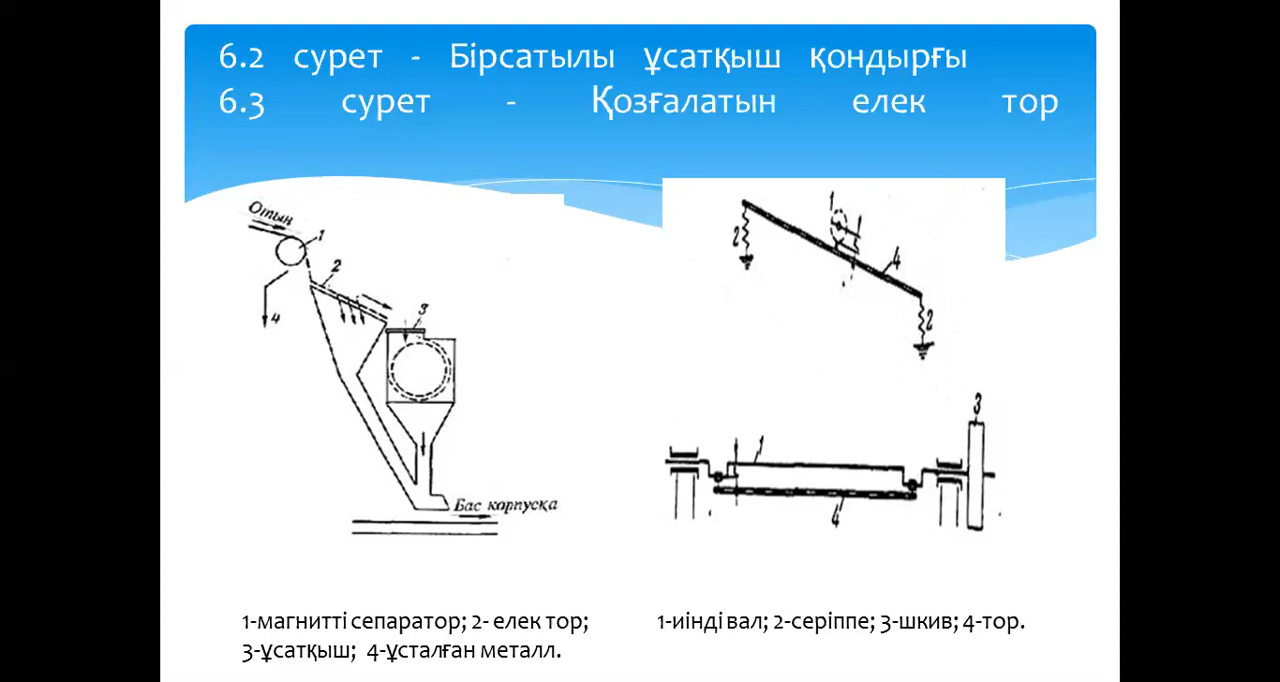 6.2 сурет - Бірсатылы ұсатқыш қондырғы
6.3 сурет - Қозғалатын елек тор
Отын
1
2
3
4
Бас корпусқа
1
2
4
2
3
1
4
1-магнитті сепаратор; 2- елек тор;
3-ұсатқыш; 4-ұсталған металл.
1-иінді вал; 2-серіппе; 3-шкив; 4-тор.